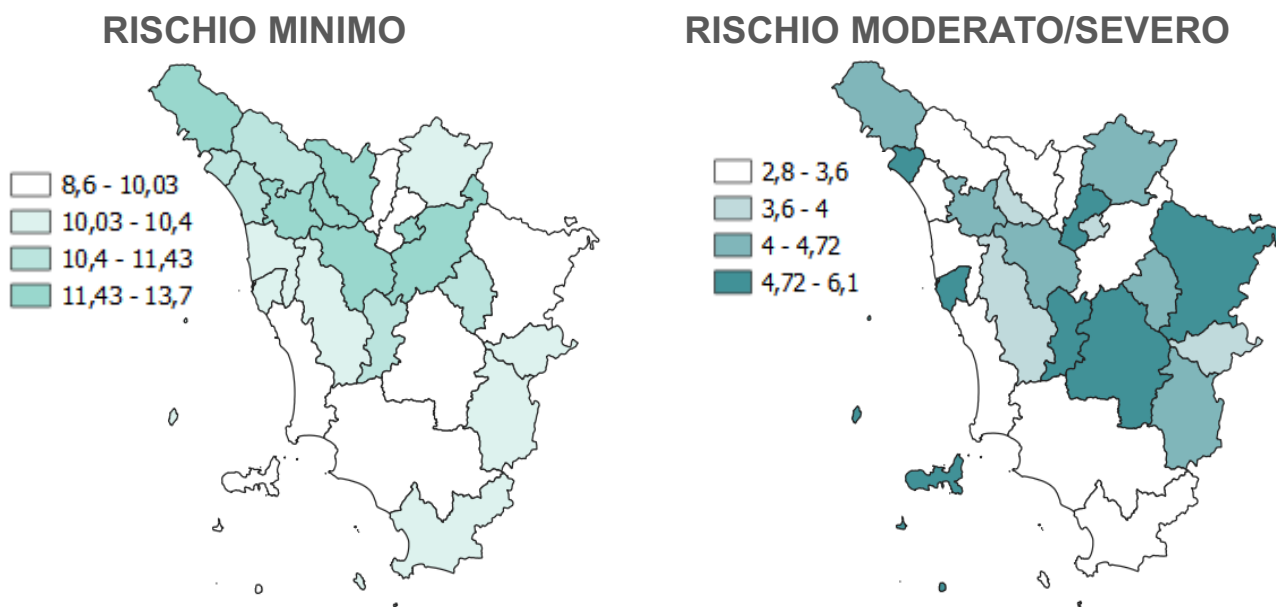 RISCHIO MINIMO
8,6 - 10,03
10,03 - 10,4
10,4 - 11,43
11,43 - 13,7
RISCHIO MODERATO/SEVERO
2,8 - 3,6
3,6 - 4
4 - 4,72
4,72 - 6,1